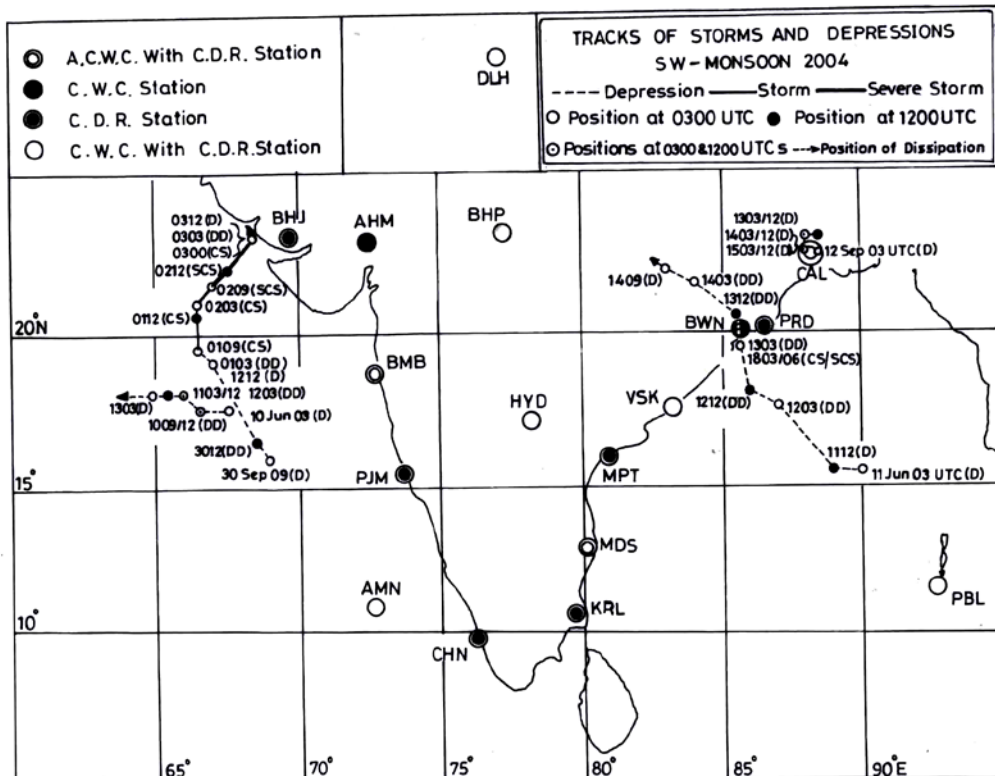 A.C.W.C. With C.D.R. Station
C.W.C. Station
C.D.R. Station
C.W.C. With C.D.R. Station
DLH
TRACKS OF STORMS AND DEPRESSIONS
SW-MONSOON 2004
Depression Storm Severe Storm
Position at 0300 UTC Position at 1200 UTC
Positions at 0300 & 1200 UTCs Position of Dissipation
0312 (D)
0303 (DD)
0300 (CS)
0212 (SCS)
0209 (SCS)
0203 (CS)
0112 (CS)
0109 (CS)
0103 (DD)
1212 (D)
1103/12 1203 (DD)
1303(D)
1009/12 (DD)
10 Jun 03 (D)
3012 (DD)
30 Sep 09 (D)
BHJ
AHM
BHP
1303/12 (D)
1403/12 (D)
1503/12 (D)
12 Sep 03 UTC (D)
CAL
1409 (D)
1403 (DD)
1312 (DD)
BWN
PRD
1303 (DD)
1803/06 (CS/SCS)
1212 (DD)
1203 (DD)
1112 (D)
11 Jun 03 UTC (D)
20°N
BMB
HYD
VSK
MPT
PJM
15°
MDS
AMN
KRL
PBL
10°
CHN
65° 70° 75° 80° 85° 90°E